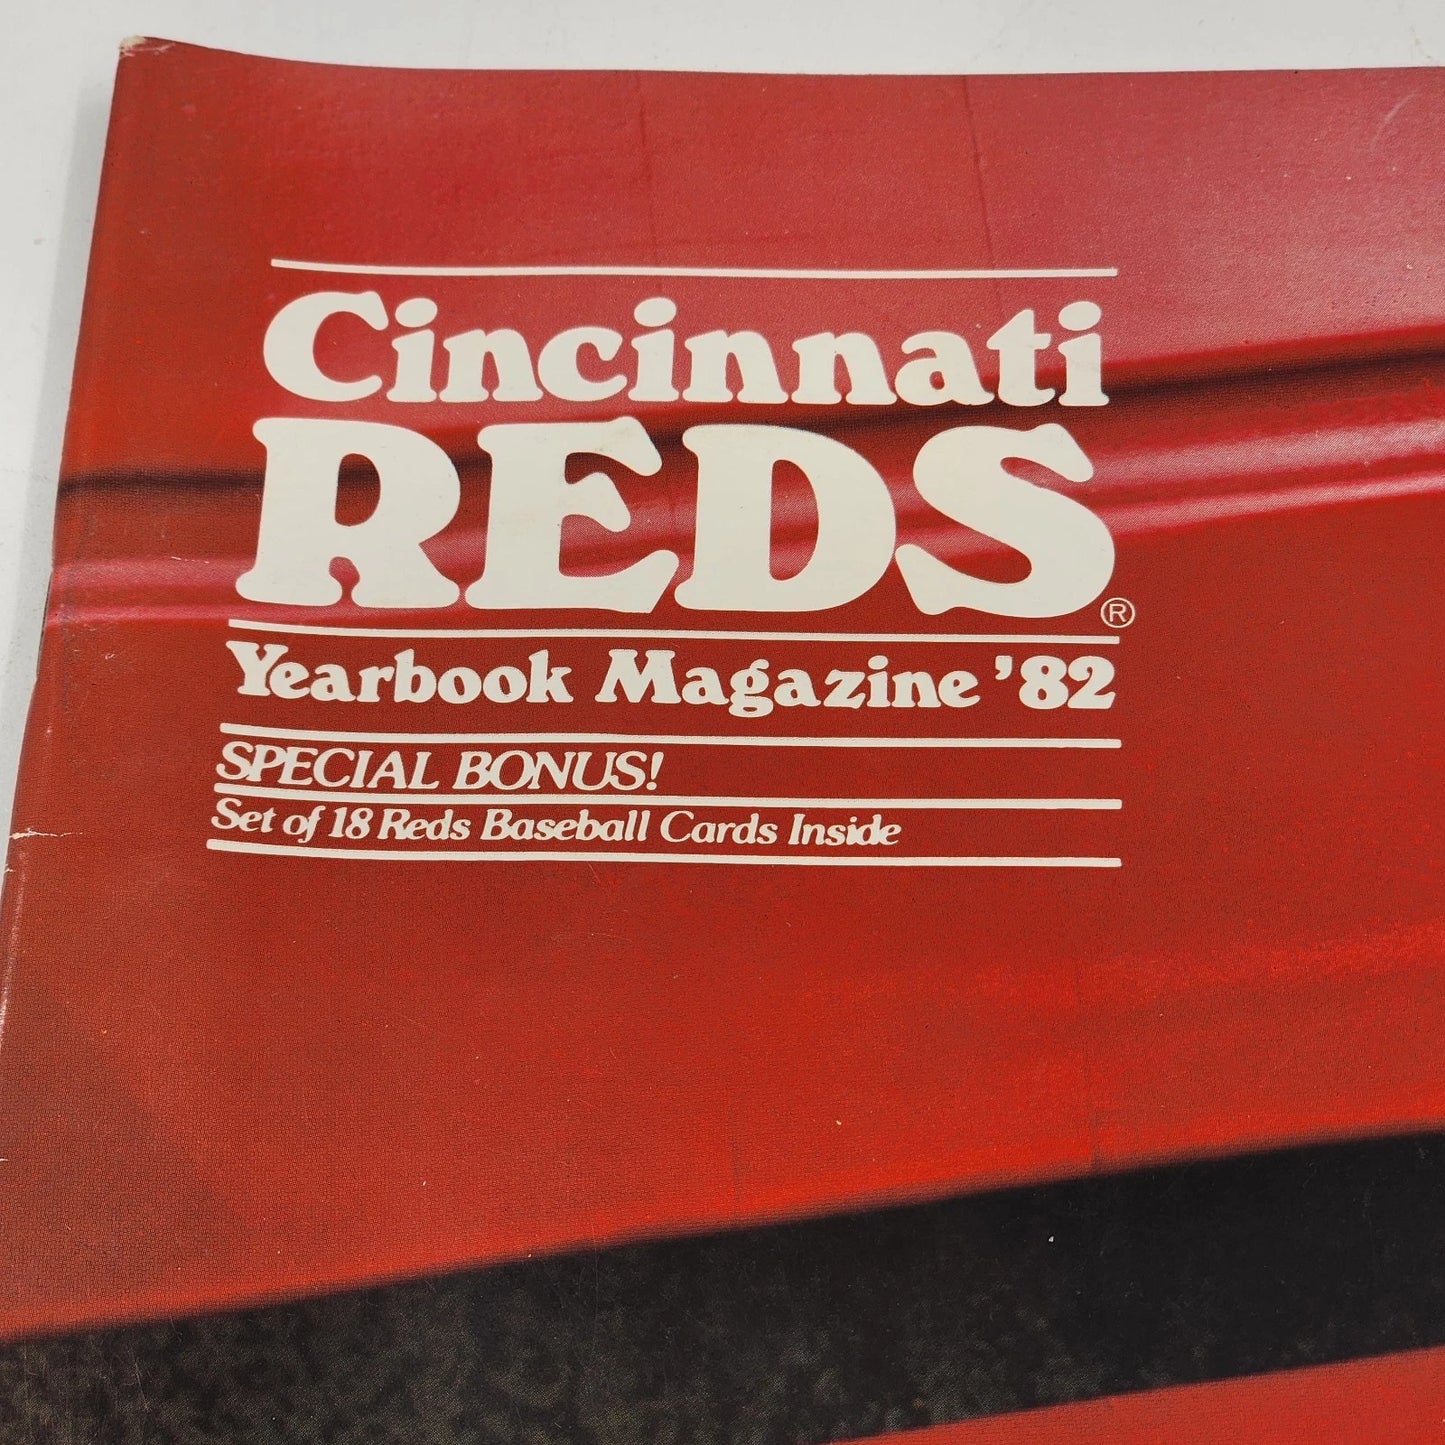 Cincinnati
REDS®
Yearbook Magazine '82
SPECIAL BONUS!
Set of 18 Reds Baseball Cards Inside